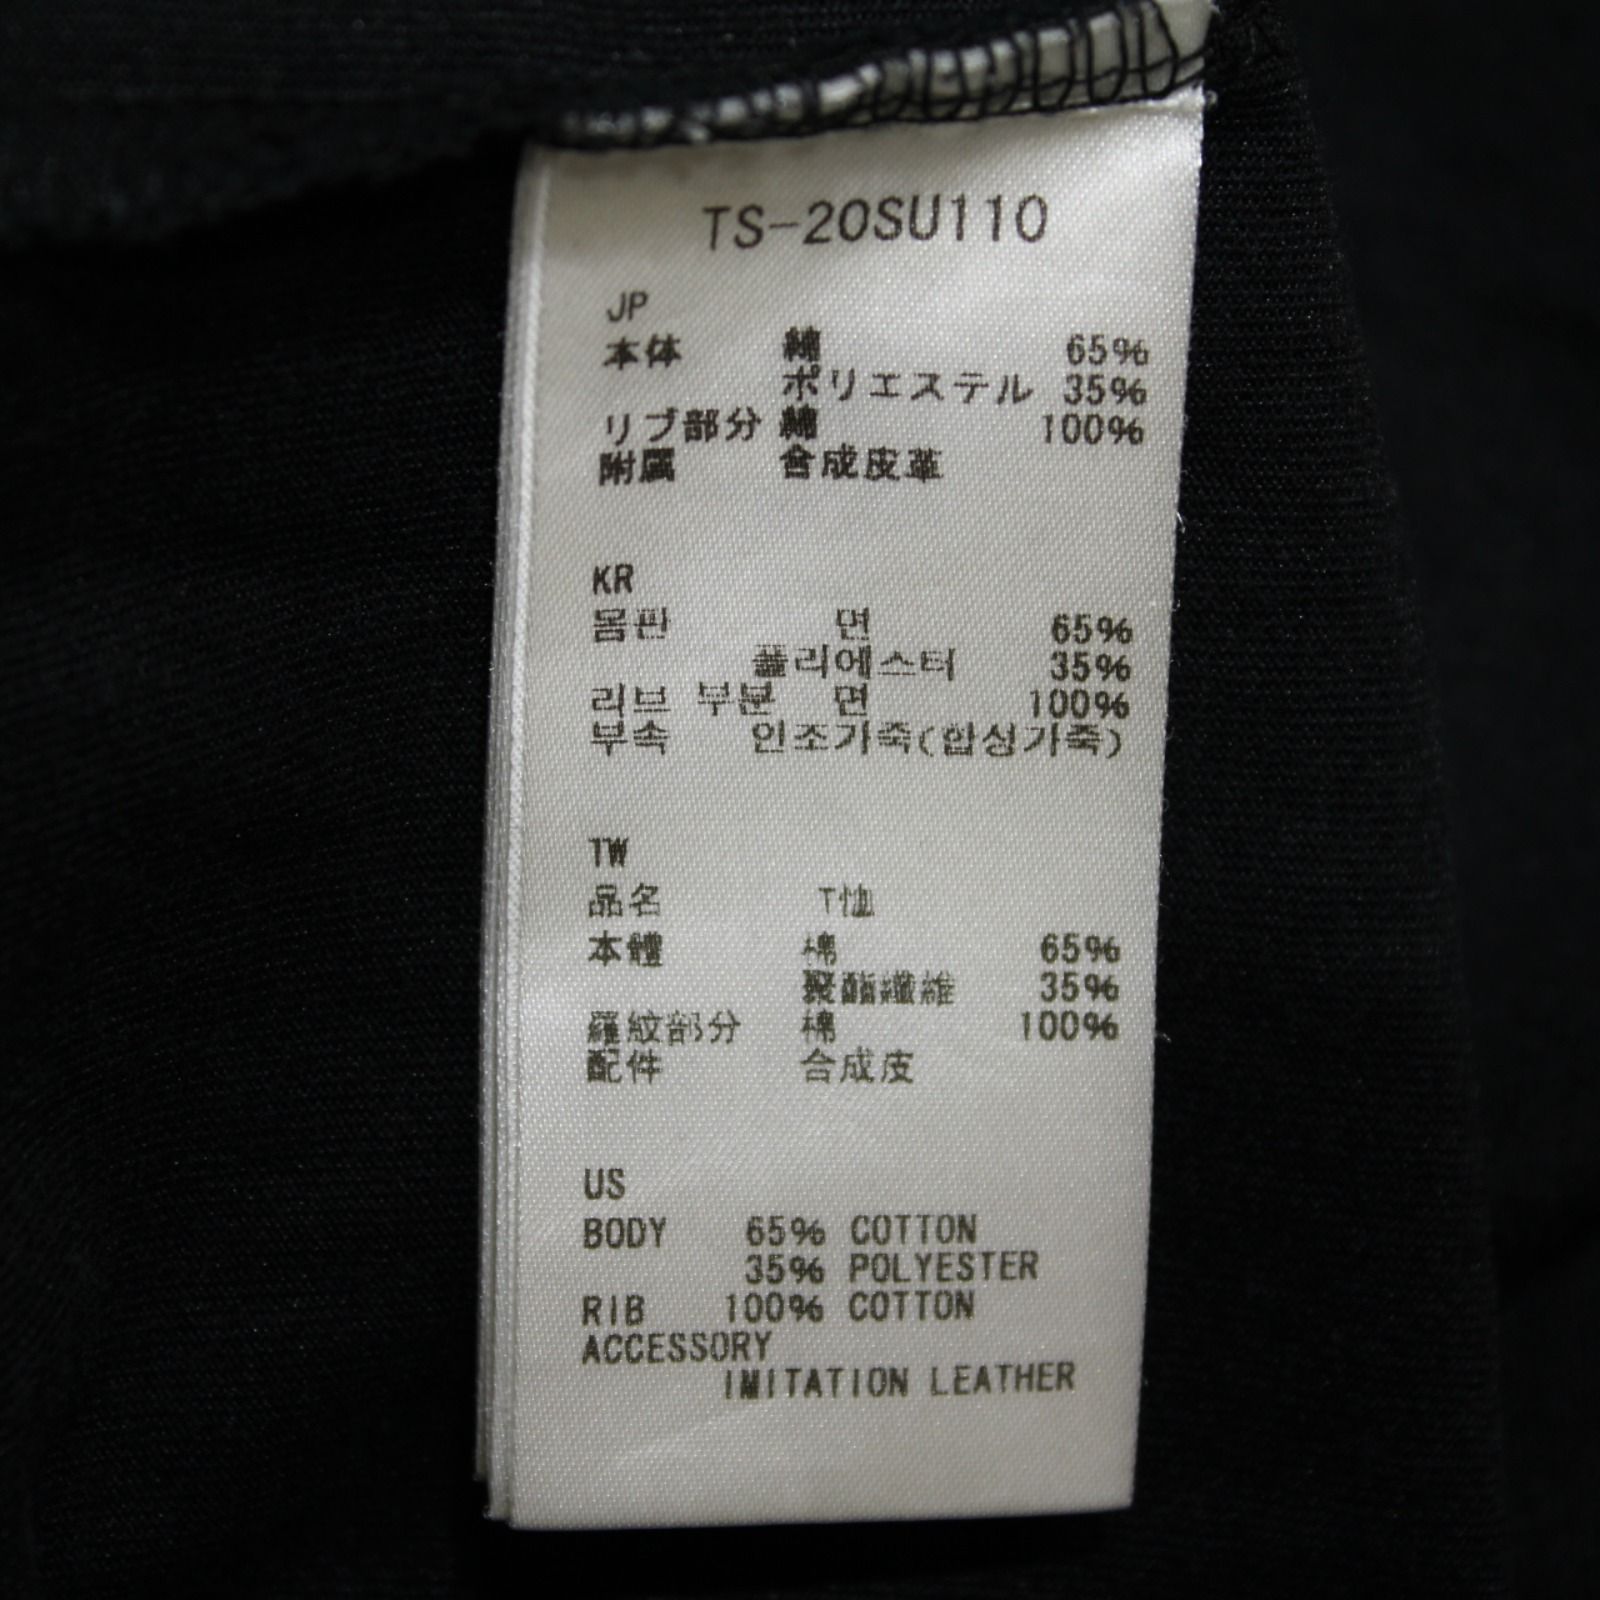 TS-20SU110
JP
本体 綿 65%
ポリエステル 35%
リブ部分 綿 100%
附属 合成皮革
KR
몸판 면 65%
폴리에스터 35%
리브 부분 면 100%
부속 인조가죽(합성가죽)
TW
品名 T恤
本體 棉 65%
聚酯纖維 35%
羅紋部分 棉 100%
配件 合成皮
US
BODY 65% COTTON
35% POLYESTER
RIB 100% COTTON
ACCESSORY
IMITATION LEATHER